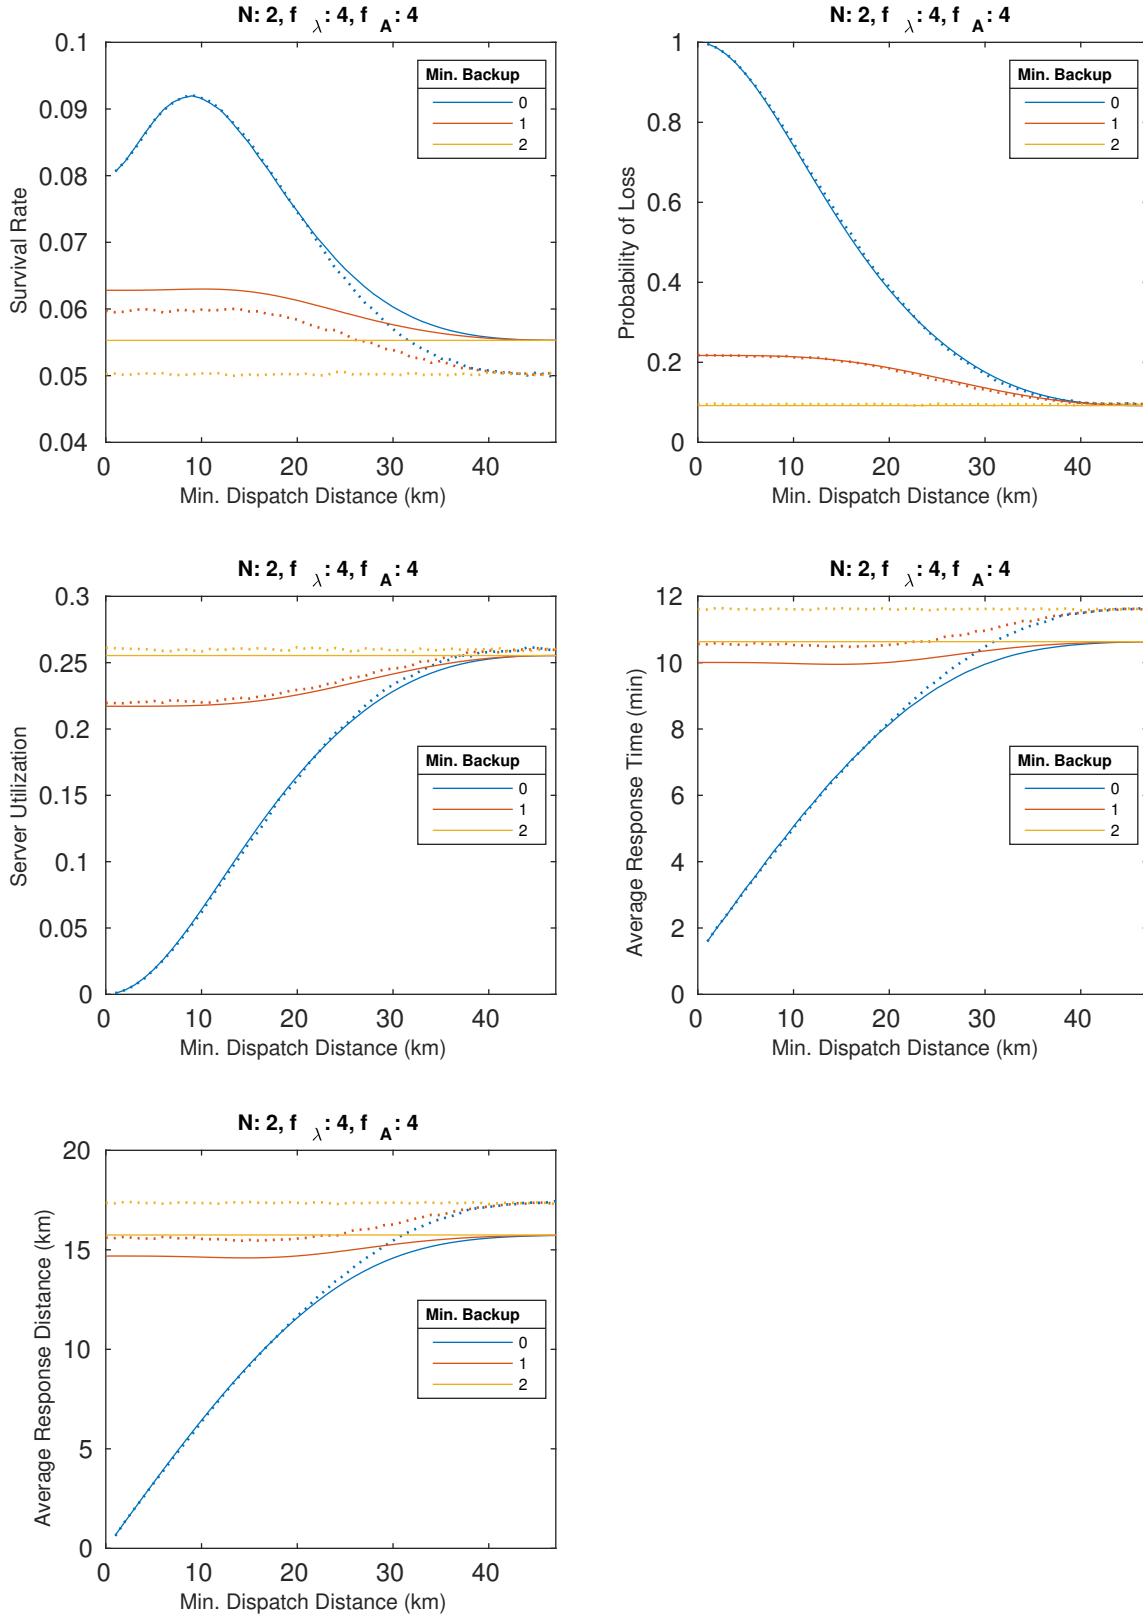 N: 2, f λ: 4, f A: 4
0.1
0.09
0.08
0.07
0.06
0.05
0.04
Survival Rate
Min. Backup
0
1
2
0 10 20 30 40
Min. Dispatch Distance (km)
N: 2, f λ: 4, f A: 4
1
0.8
0.6
0.4
0.2
0
Probability of Loss
Min. Backup
0
1
2
0 10 20 30 40
Min. Dispatch Distance (km)
N: 2, f λ: 4, f A: 4
0.3
0.25
0.2
0.15
0.1
0.05
0
Server Utilization
Min. Backup
0
1
2
0 10 20 30 40
Min. Dispatch Distance (km)
N: 2, f λ: 4, f A: 4
12
10
8
6
4
2
0
Average Response Time (min)
Min. Backup
0
1
2
0 10 20 30 40
Min. Dispatch Distance (km)
N: 2, f λ: 4, f A: 4
20
15
10
5
0
Average Response Distance (km)
Min. Backup
0
1
2
0 10 20 30 40
Min. Dispatch Distance (km)